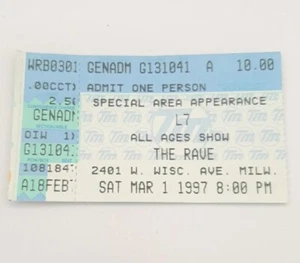 WRB0301 GENADM G131041 A 10.00
.00CCT) ADMIT ONE PERSON
2.50 SPECIAL AREA APPEARANCE
GENADM L7
OIW 1) ALL AGES SHOW
G13104 THE RAVE
10B184 2401 W. WISC. AVE. MILW.
A18FEB SAT MAR 1 1997 8:00 PM